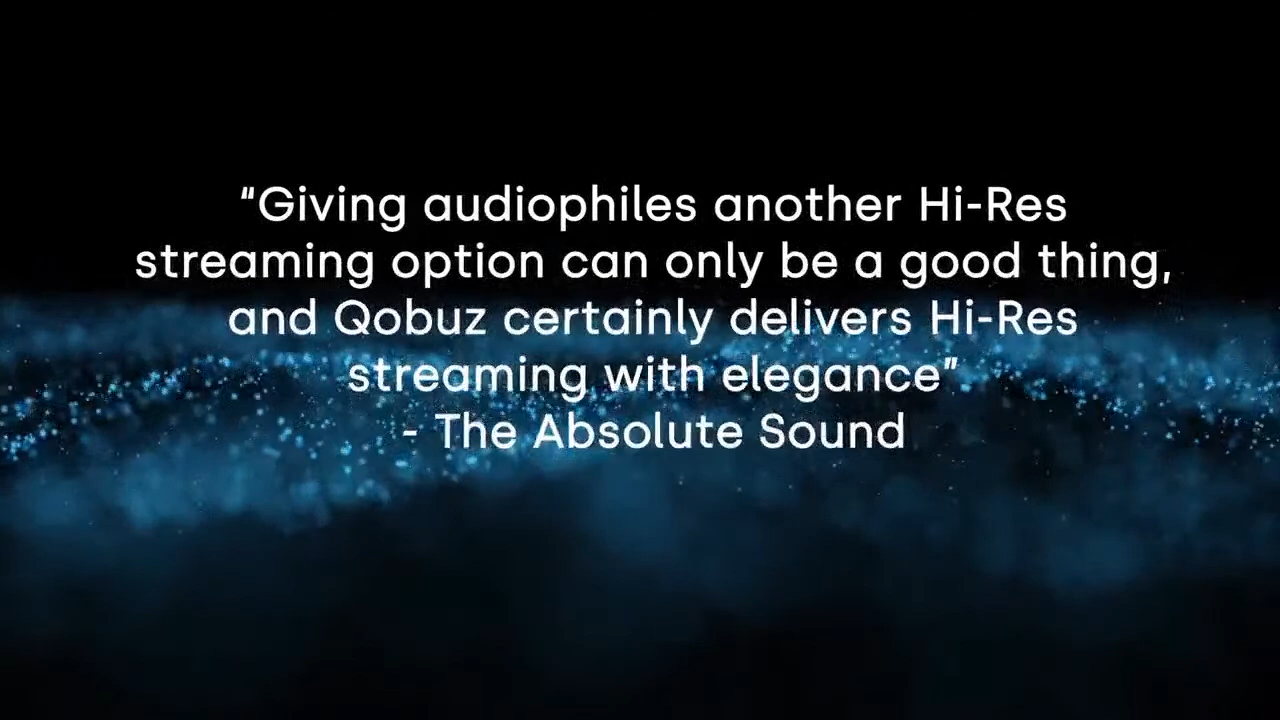 “Giving audiophiles another Hi-Res
streaming option can only be a good thing,
and Qobuz certainly delivers Hi-Res
streaming with elegance”
- The Absolute Sound